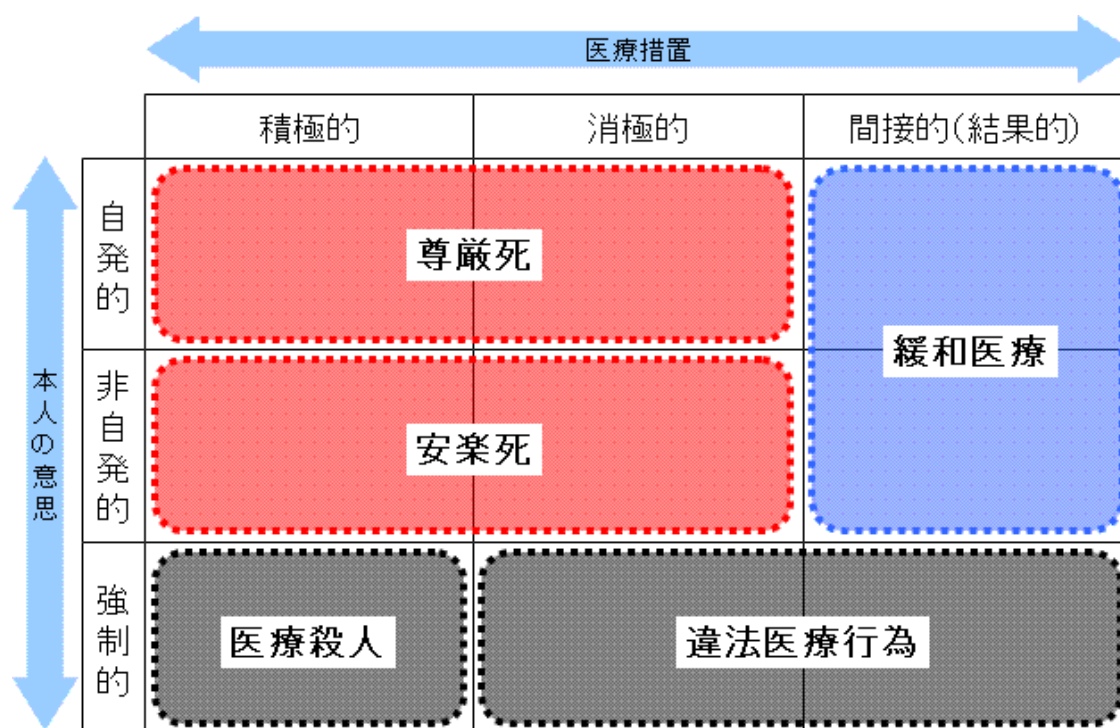 医療措置
積極的
消極的
間接的(結果的)
本人の意思
自発的
尊厳死
緩和医療
非自発的
安楽死
強制的
医療殺人
違法医療行為